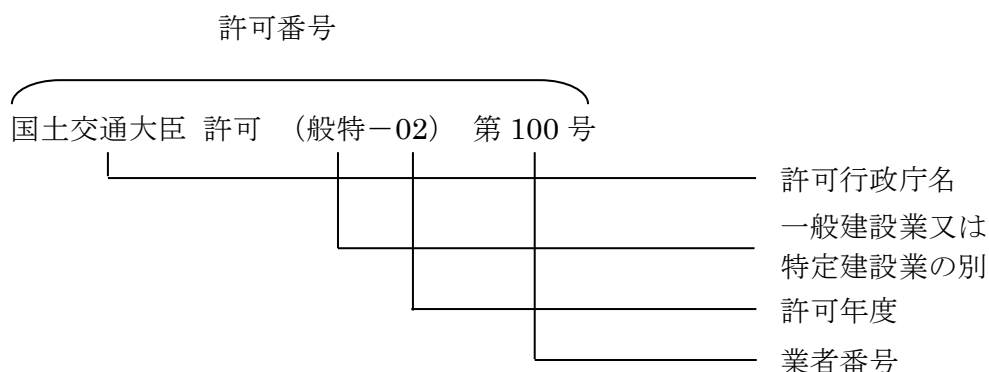 許可番号
国土交通大臣 許可 （般特－02） 第 100 号
許可行政庁名
一般建設業又は
特定建設業の別
許可年度
業者番号